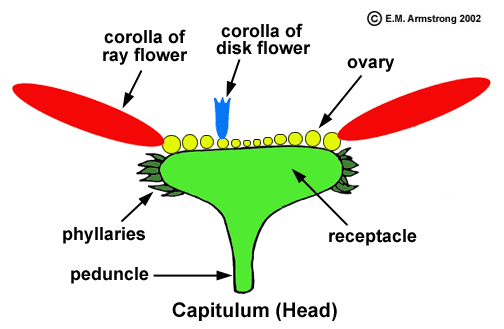 © E.M. Armstrong 2002
corolla of
ray flower
corolla of
disk flower
ovary
phyllaries
receptacle
peduncle
Capitulum (Head)